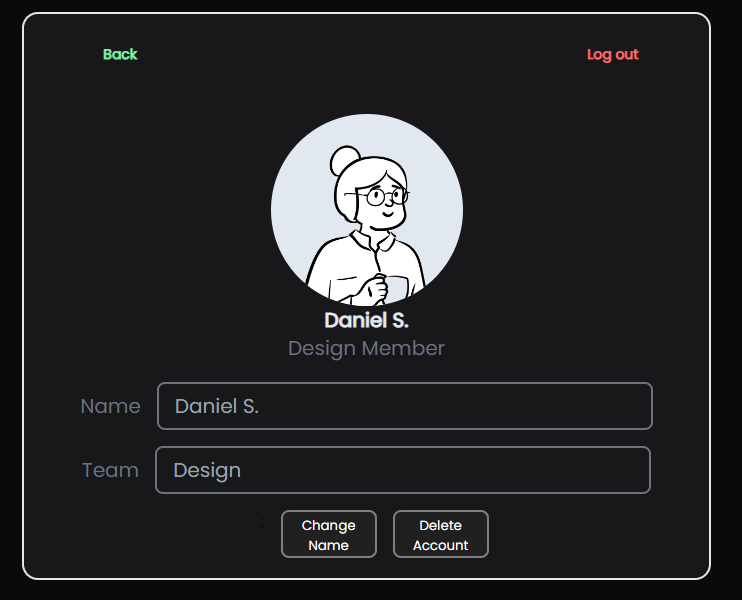 Back
Log out
Daniel S.
Design Member
Name
Daniel S.
Team
Design
Change
Name
Delete
Account